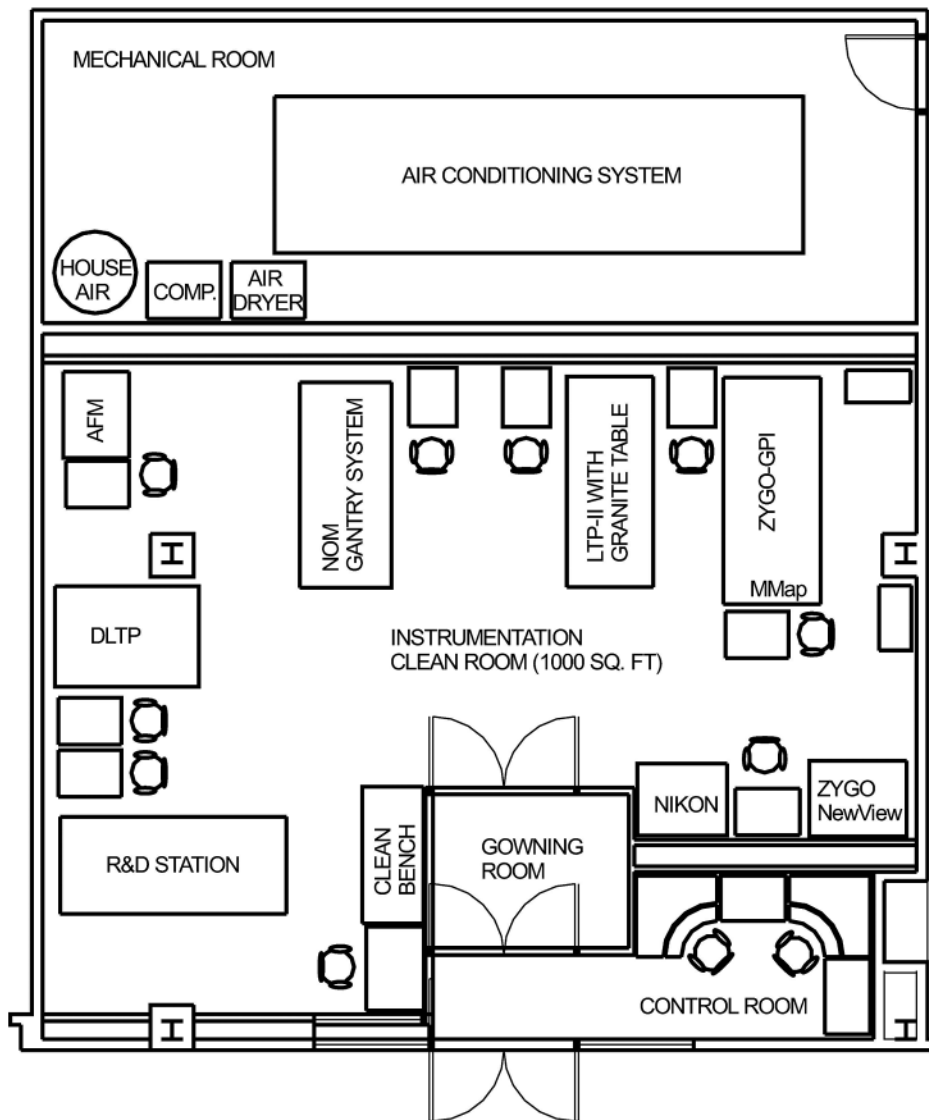 MECHANICAL ROOM
AIR CONDITIONING SYSTEM
HOUSE
AIR
COMP.
AIR
DRYER
AFM
NOM
GANTRY SYSTEM
LTP-II WITH
GRANITE TABLE
ZYGO-GPI
MMap
H
H
DLTP
INSTRUMENTATION
CLEAN ROOM (1000 SQ. FT)
NIKON
ZYGO
NewView
R&D STATION
CLEAN
BENCH
GOWNING
ROOM
CONTROL ROOM
H
H